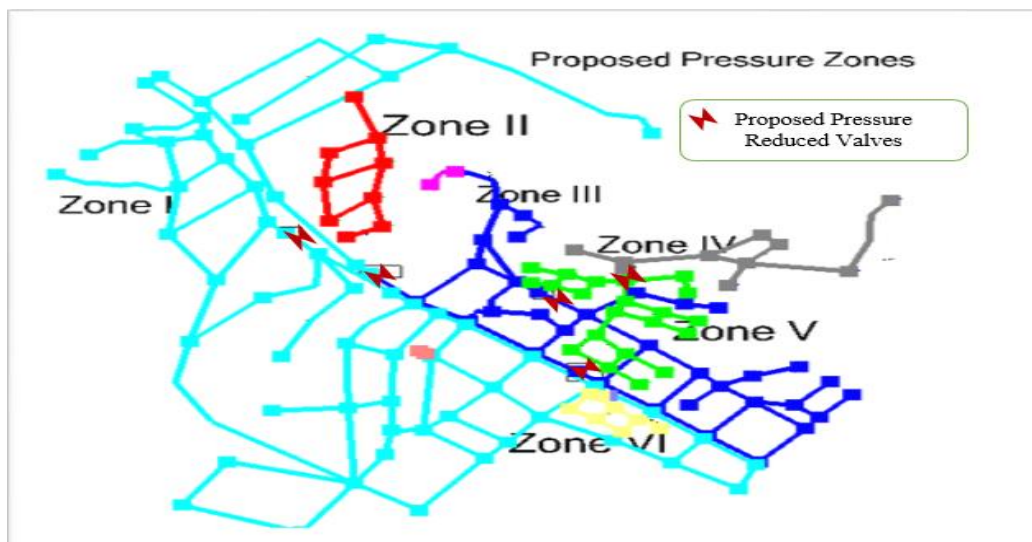 Proposed Pressure Zones
Proposed Pressure
Reduced Valves
Zone II
Zone III
Zone I
Zone IV
Zone V
Zone VI